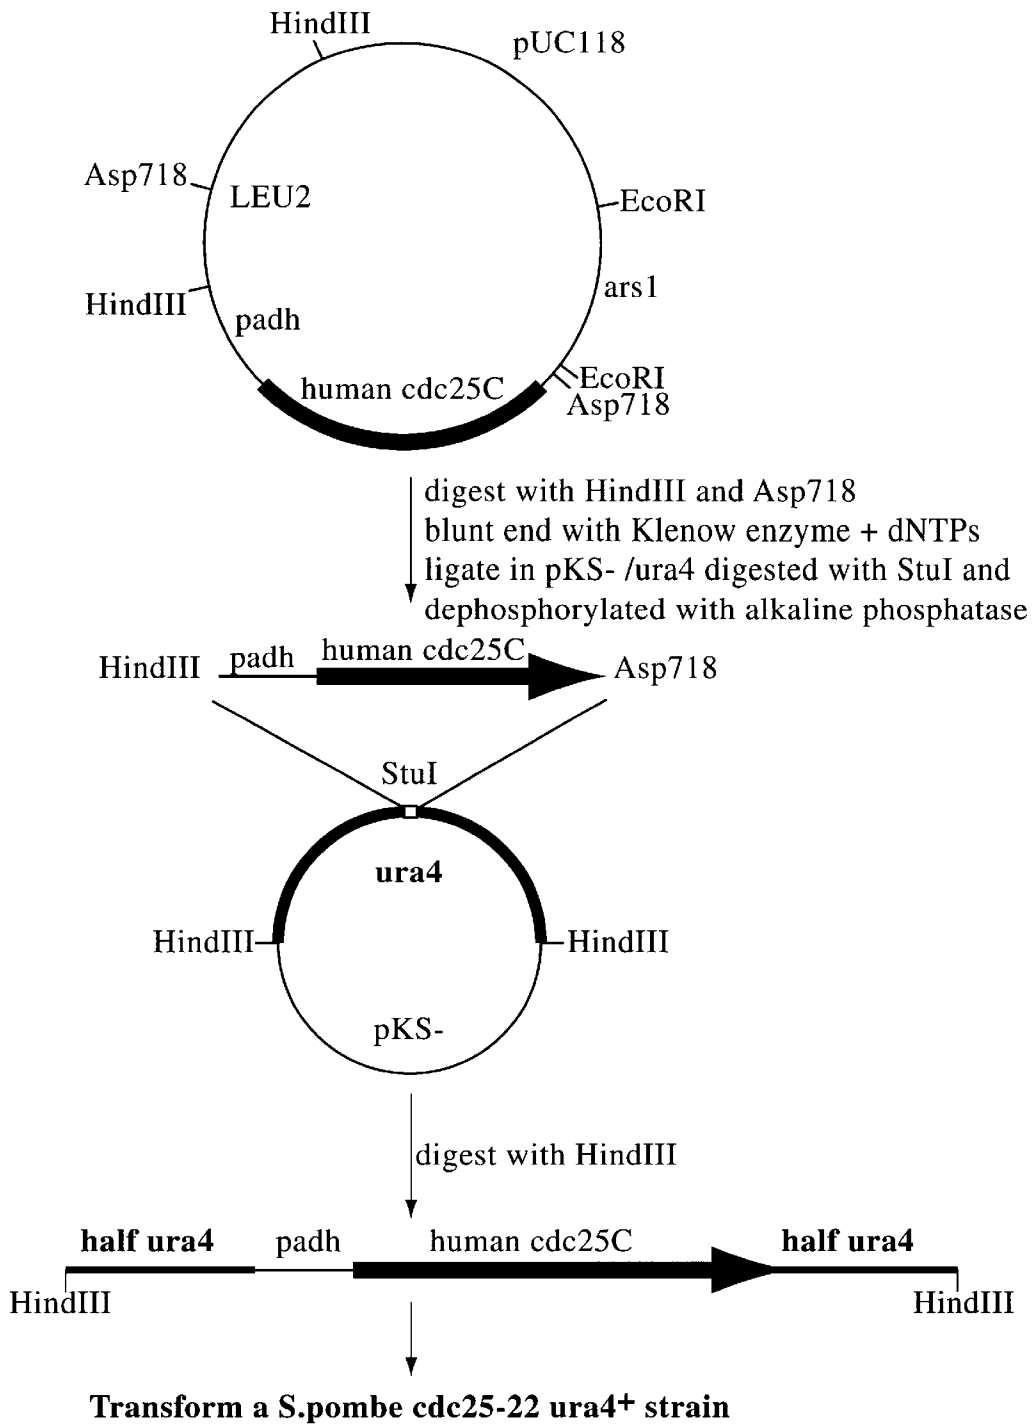 HindIII
pUC118
Asp718
LEU2
EcoRI
HindIII
padh
ars1
human cdc25C
EcoRI
Asp718
digest with HindIII and Asp718
blunt end with Klenow enzyme + dNTPs
ligate in pKS- /ura4 digested with StuI and
dephosphorylated with alkaline phosphatase
HindIII padh human cdc25C Asp718
StuI
ura4
HindIII HindIII
pKS-
digest with HindIII
half ura4 padh human cdc25C half ura4
HindIII HindIII
Transform a S.pombe cdc25-22 ura4+ strain